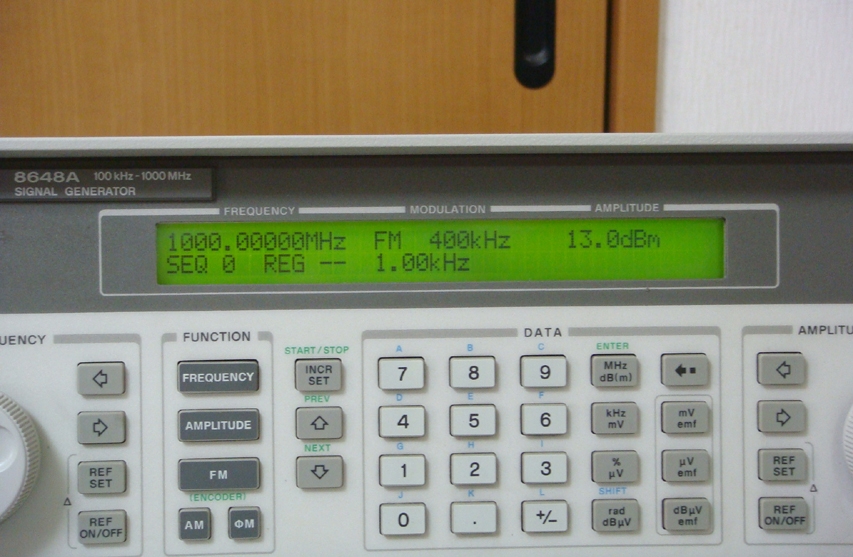 8648A 100 kHz-1000 MHz
SIGNAL GENERATOR
FREQUENCY MODULATION AMPLITUDE
1000.00000MHz FM 400kHz 13.0dBm
SEQ 0 REG -- 1.00kHz
UENCY FUNCTION DATA AMPLITU
START/STOP ENTER
A B C
FREQUENCY INCR SET 7 8 9 MHz dB(m)
PREV
D E F
AMPLITUDE 4 5 6 kHz mV mV emf
NEXT
G H I
REF SET FM 1 2 3 % µV µV emf REF SET
(ENCODER) SHIFT
J K L
Δ Δ
REF ON/OFF AM ΦM 0 . +/− rad dBµV dBµV emf REF ON/OFF